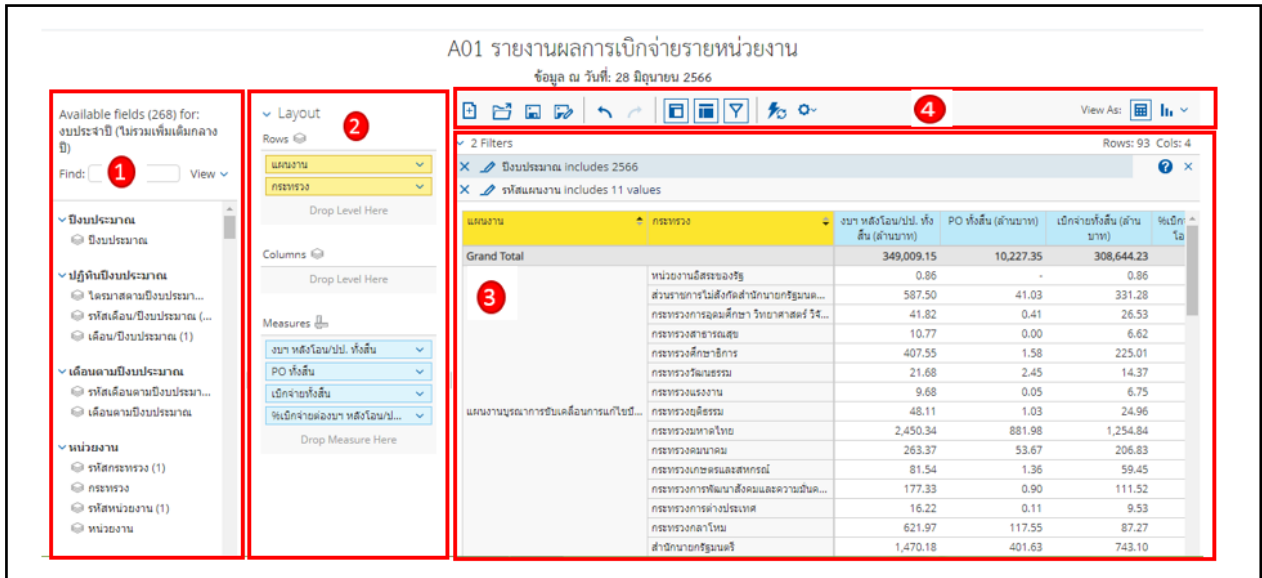 A01 รายงานผลการเบิกจ่ายรายหน่วยงาน
ข้อมูล ณ วันที่: 28 มิถุนายน 2566
Available fields (268) for:
งบประจำปี (ไม่รวมเพิ่มเติมกลาง
ปี)
Find:
1
View
ปีงบประมาณ
ปีงบประมาณ
ปฏิทินปีงบประมาณ
ไตรมาสตามปีงบประมา...
รหัสเดือน/ปีงบประมาณ (...
เดือน/ปีงบประมาณ (1)
เดือนตามปีงบประมาณ
รหัสเดือนตามปีงบประมา...
เดือนตามปีงบประมาณ
หน่วยงาน
รหัสกระทรวง (1)
กระทรวง
รหัสหน่วยงาน (1)
หน่วยงาน
Layout
2
Rows
แผนงาน
กระทรวง
Drop Level Here
Columns
Drop Level Here
Measures
งบฯ หลังโอน/ปป. ทั้งสิ้น
PO ทั้งสิ้น
เบิกจ่ายทั้งสิ้น
%เบิกจ่ายต่องบฯ หลังโอน/ป...
Drop Measure Here
4
View As:
2 Filters
Rows: 93 Cols: 4
ปีงบประมาณ includes 2566
รหัสแผนงาน includes 11 values
แผนงาน กระทรวง งบฯ หลังโอน/ปป. ทั้งสิ้น (ล้านบาท) PO ทั้งสิ้น (ล้านบาท) เบิกจ่ายทั้งสิ้น (ล้านบาท)
Grand Total 349,009.15 10,227.35 308,644.23
3
หน่วยงานอิสระของรัฐ 0.86 - 0.86
ส่วนราชการไม่สังกัดสำนักนายกรัฐมนต... 587.50 41.03 331.28
กระทรวงการอุดมศึกษา วิทยาศาสตร์ วิจั... 41.82 0.41 26.53
กระทรวงสาธารณสุข 10.77 0.00 6.62
กระทรวงศึกษาธิการ 407.55 1.58 225.01
กระทรวงวัฒนธรรม 21.68 2.45 14.37
กระทรวงแรงงาน 9.68 0.05 6.75
แผนงานบูรณาการขับเคลื่อนการแก้ไขปั... กระทรวงยุติธรรม 48.11 1.03 24.96
กระทรวงมหาดไทย 2,450.34 881.98 1,254.84
กระทรวงคมนาคม 263.37 53.67 206.83
กระทรวงเกษตรและสหกรณ์ 81.54 1.36 59.45
กระทรวงการพัฒนาสังคมและความมั่นค... 177.33 0.90 111.52
กระทรวงการต่างประเทศ 16.22 0.11 9.53
กระทรวงกลาโหม 621.97 117.55 87.27
สำนักนายกรัฐมนตรี 1,470.18 401.63 743.10